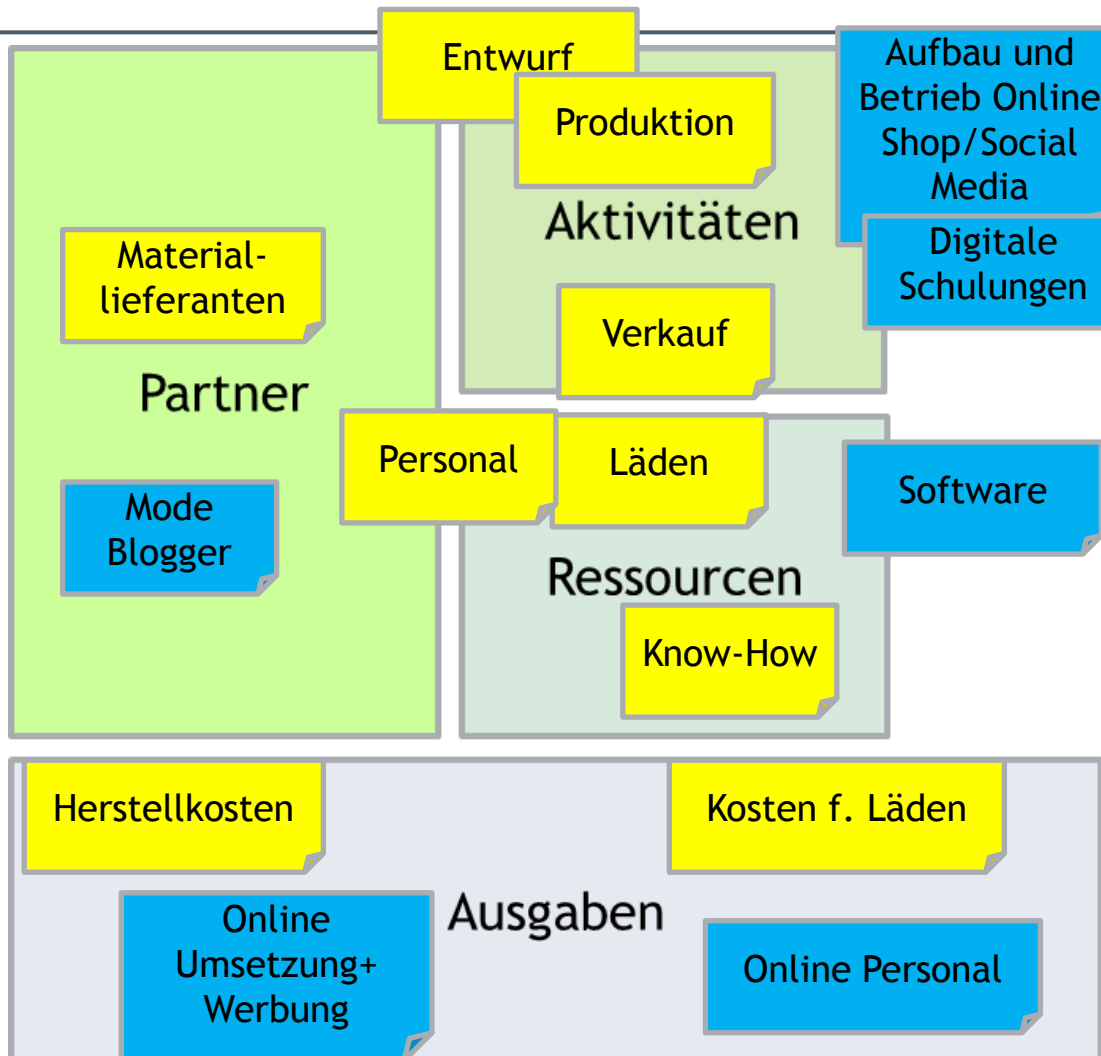 Entwurf
Produktion
Aktivitäten
Verkauf
Aufbau und
Betrieb Online
Shop/Social
Media
Digitale
Schulungen
Material-
lieferanten
Partner
Mode
Blogger
Personal
Läden
Software
Ressourcen
Know-How
Herstellkosten
Kosten f. Läden
Ausgaben
Online
Umsetzung+
Werbung
Online Personal